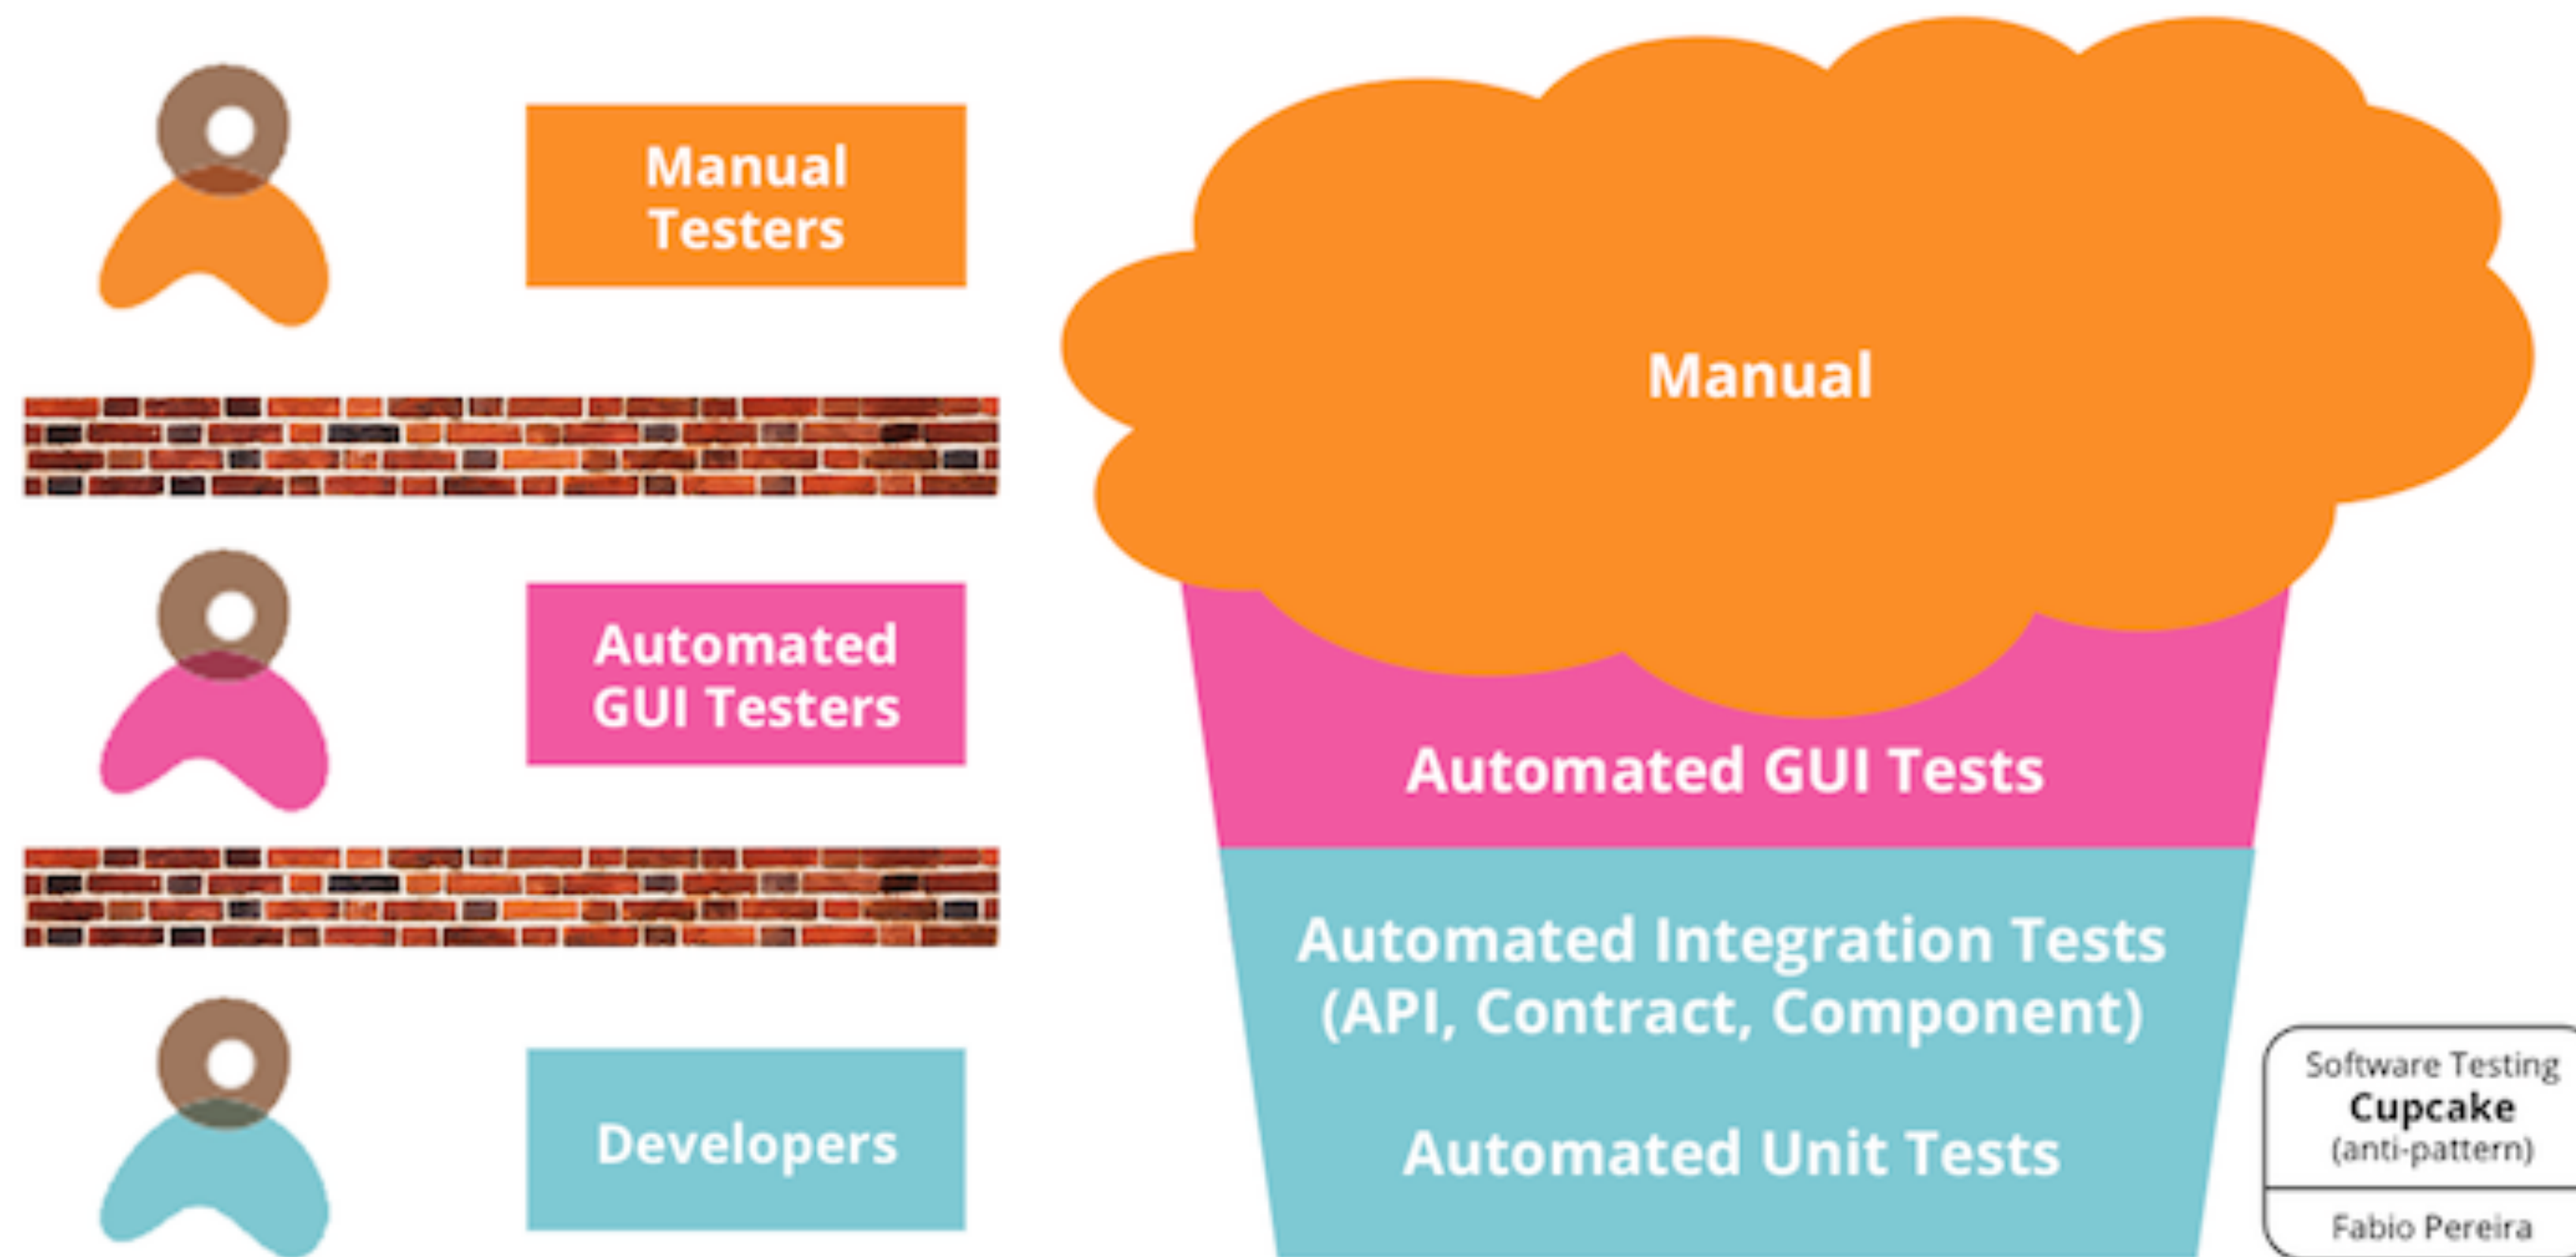 Manual
Testers
Automated
GUI Testers
Developers
Manual
Automated GUI Tests
Automated Integration Tests
(API, Contract, Component)
Automated Unit Tests
Software Testing
Cupcake
(anti-pattern)
Fabio Pereira